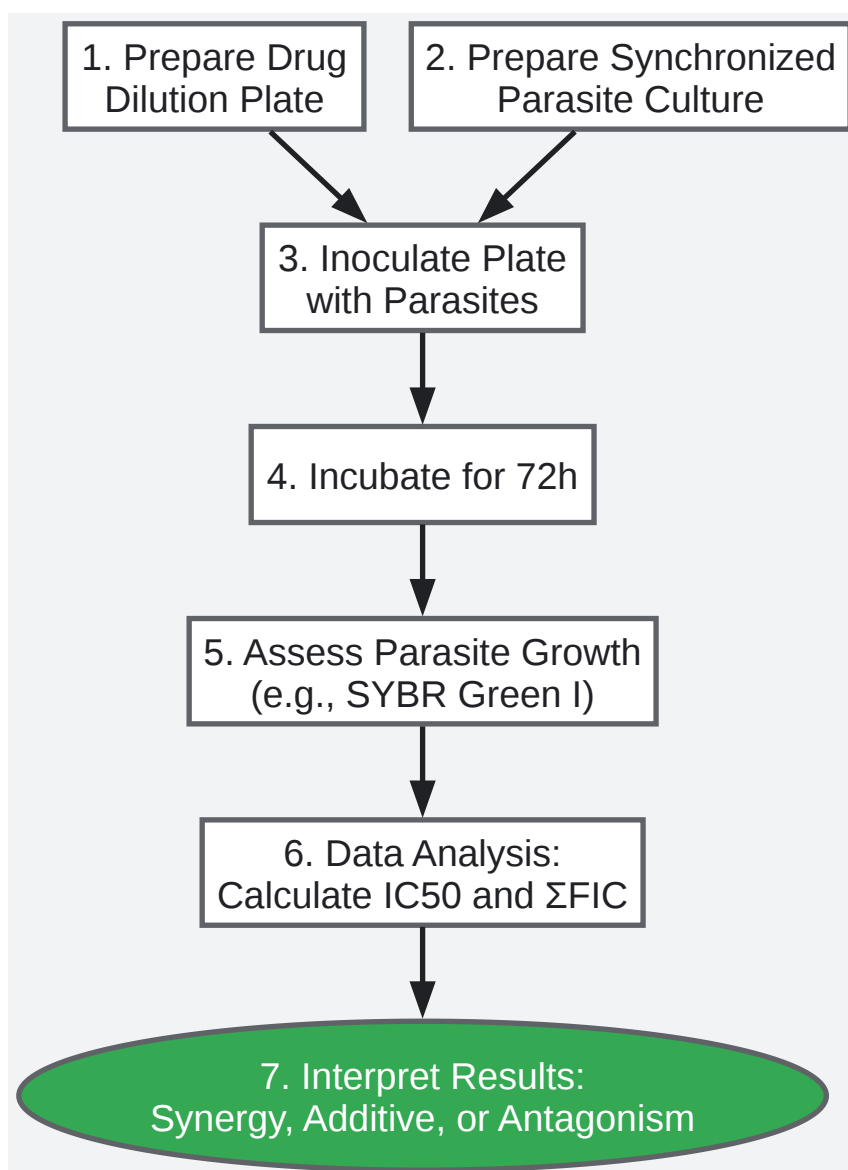 1. Prepare Drug
Dilution Plate
2. Prepare Synchronized
Parasite Culture
3. Inoculate Plate
with Parasites
4. Incubate for 72h
5. Assess Parasite Growth
(e.g., SYBR Green I)
6. Data Analysis:
Calculate IC50 and ΣFIC
7. Interpret Results:
Synergy, Additive, or Antagonism